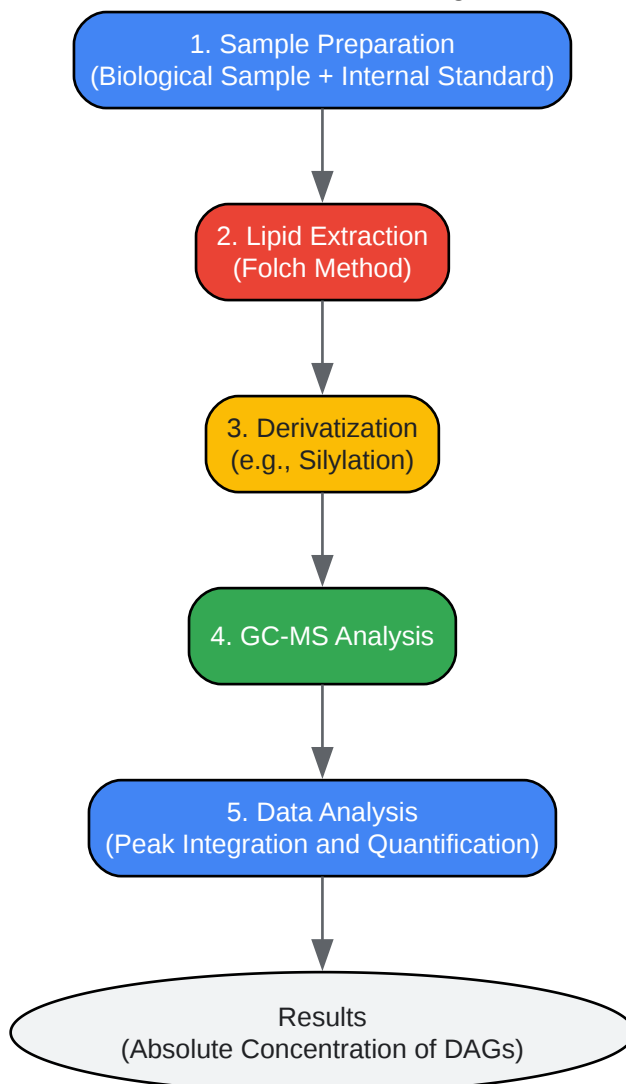 1. Sample Preparation
(Biological Sample + Internal Standard)
2. Lipid Extraction
(Folch Method)
3. Derivatization
(e.g., Silylation)
4. GC-MS Analysis
5. Data Analysis
(Peak Integration and Quantification)
Results
(Absolute Concentration of DAGs)